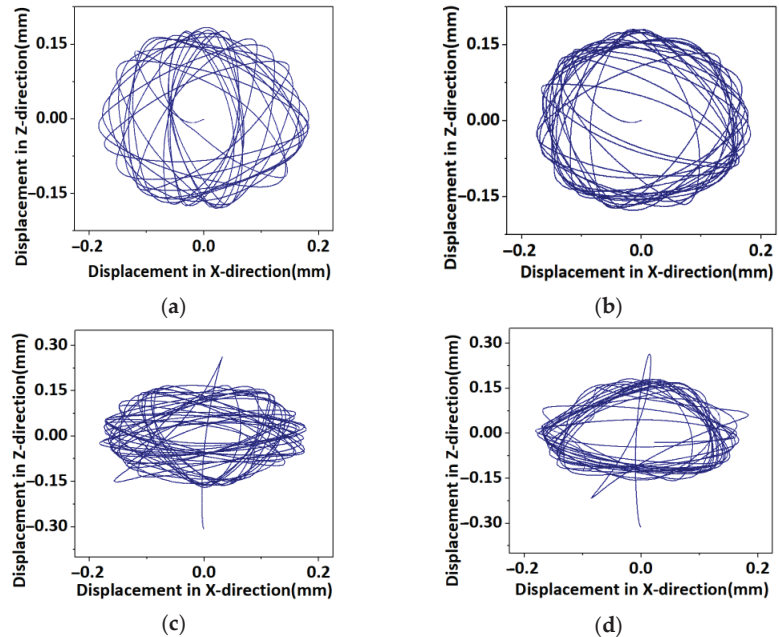 0.15
0.00
−0.15
Displacement in Z-direction(mm)
−0.2
0.0
0.2
Displacement in X-direction(mm)
(a)
0.15
0.00
−0.15
Displacement in Z-direction(mm)
−0.2
0.0
0.2
Displacement in X-direction(mm)
(b)
0.30
0.15
0.00
−0.15
−0.30
Displacement in Z-direction(mm)
−0.2
0.0
0.2
Displacement in X-direction(mm)
(c)
0.30
0.15
0.00
−0.15
−0.30
Displacement in Z-direction(mm)
−0.2
0.0
0.2
Displacement in X-direction(mm)
(d)